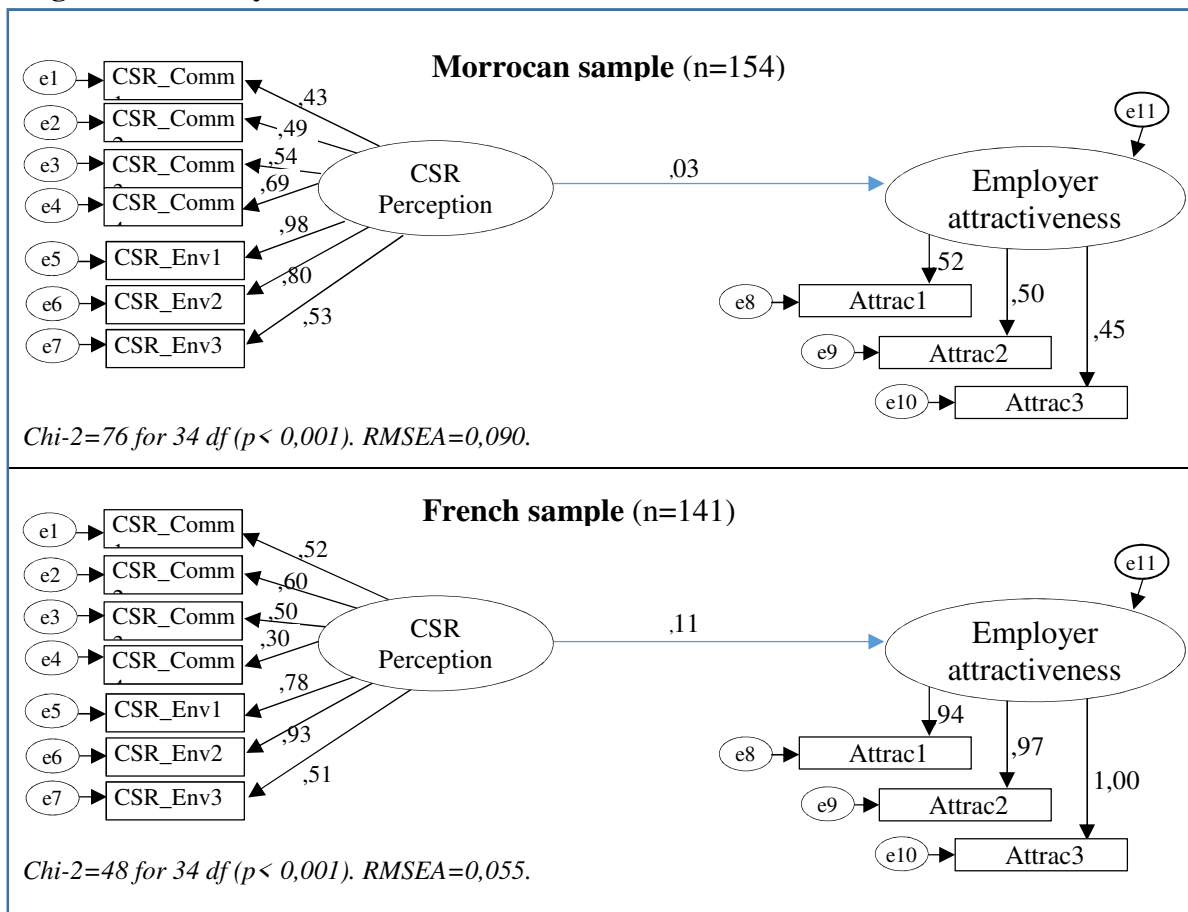 Morrocan sample (n=154)
e1
CSR_Comm
,43
e2
CSR_Comm
,49
e3
CSR_Comm
,54
e4
CSR_Comm
,69
e5
CSR_Env1
,98
e6
CSR_Env2
,80
e7
CSR_Env3
,53
CSR
Perception
,03
e11
Employer
attractiveness
,52
,50
,45
e8
Attrac1
e9
Attrac2
e10
Attrac3
Chi-2=76 for 34 df (p< 0,001). RMSEA=0,090.
French sample (n=141)
e1
CSR_Comm
,52
e2
CSR_Comm
,60
e3
CSR_Comm
,50
e4
CSR_Comm
,30
e5
CSR_Env1
,78
e6
CSR_Env2
,93
e7
CSR_Env3
,51
CSR
Perception
,11
e11
Employer
attractiveness
94
,97
1,00
e8
Attrac1
e9
Attrac2
e10
Attrac3
Chi-2=48 for 34 df (p< 0,001). RMSEA=0,055.